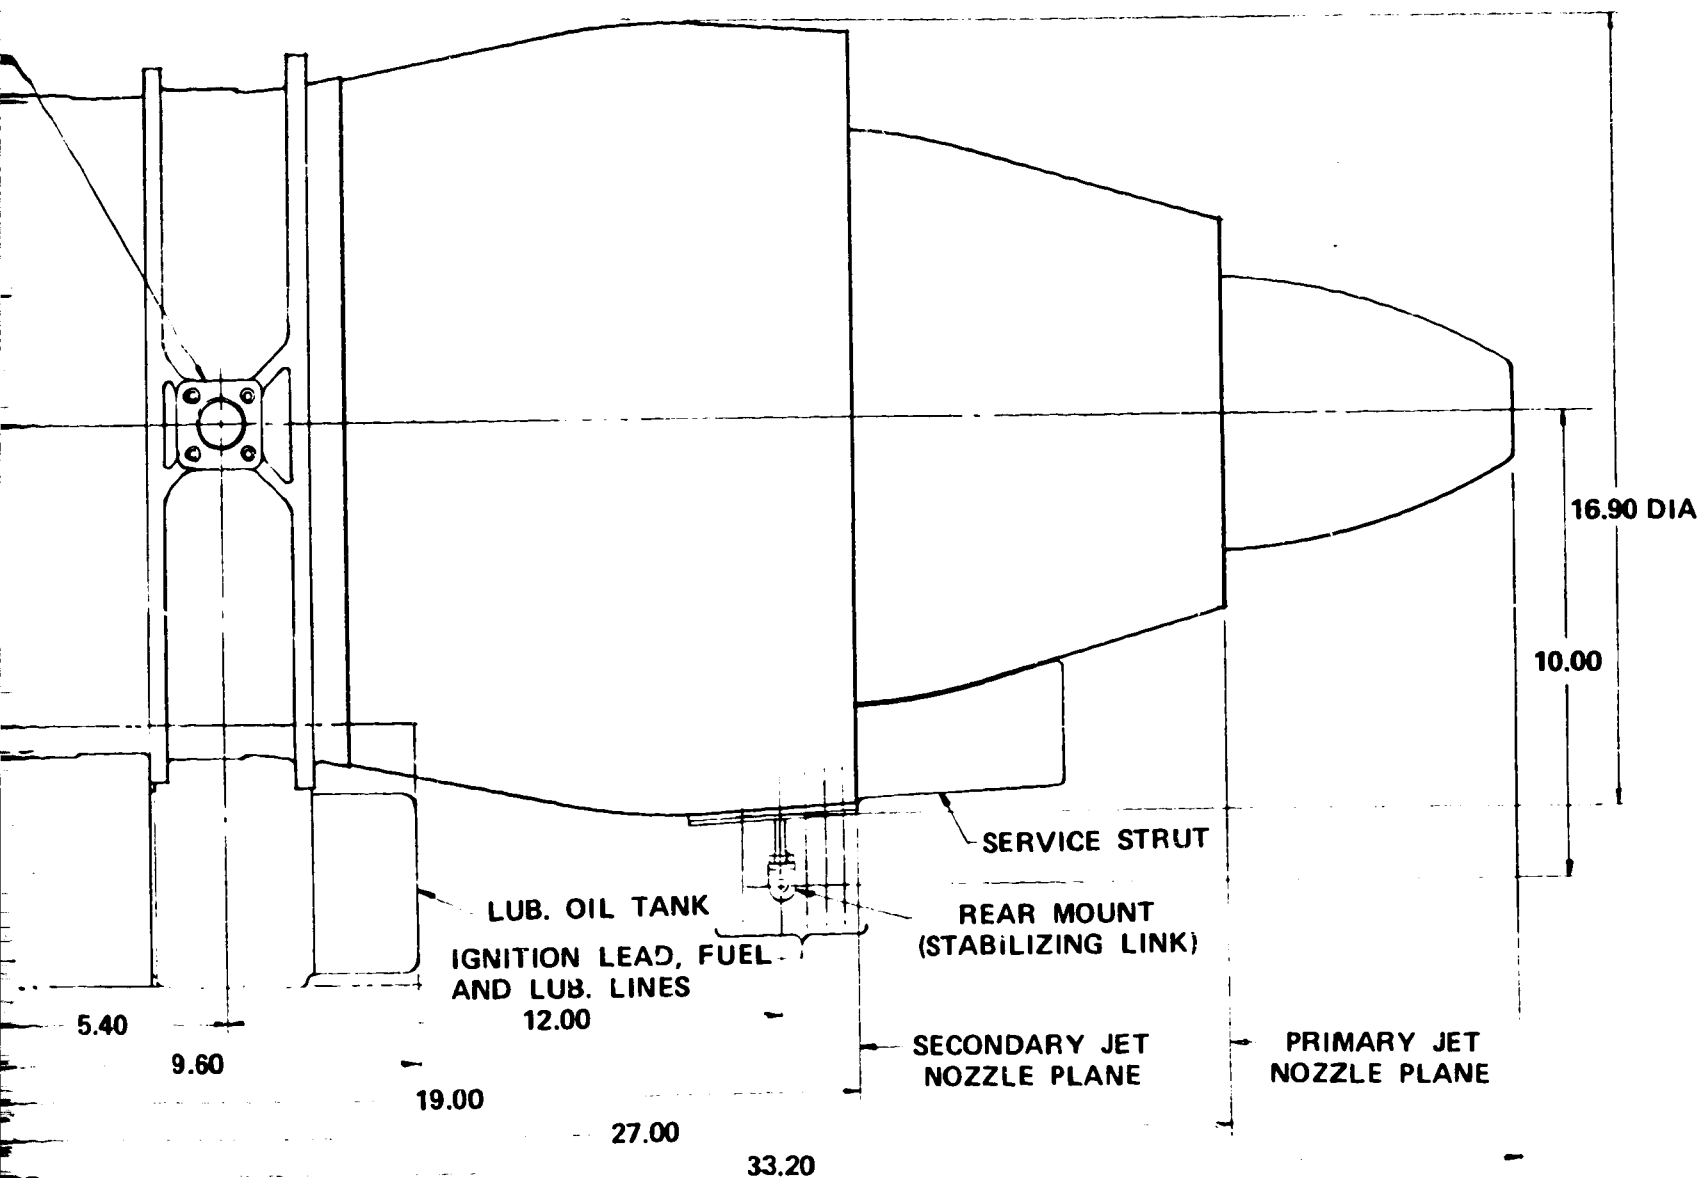 16.90 DIA
10.00
SERVICE STRUT
LUB. OIL TANK
REAR MOUNT
(STABILIZING LINK)
IGNITION LEAD, FUEL
AND LUB. LINES
5.40
12.00
9.60
SECONDARY JET
NOZZLE PLANE
PRIMARY JET
NOZZLE PLANE
19.00
27.00
33.20